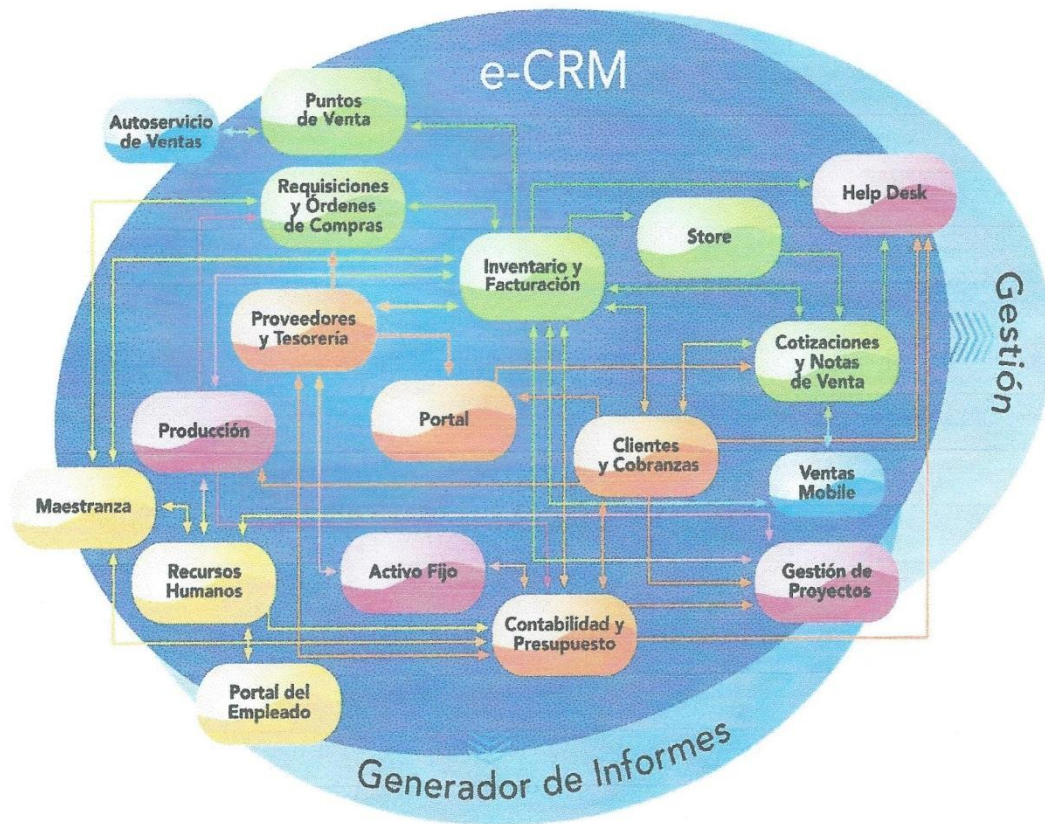 e-CRM
Puntos
de Venta
Autoservicio
de Ventas
Requisiciones
y Órdenes
de Compras
Help Desk
Store
Inventario y
Facturación
Proveedores
y Tesorería
Cotizaciones
y Notas
de Venta
Gestión
Portal
Producción
Clientes
y Cobranzas
Ventas
Mobile
Maestranza
Recursos
Humanos
Activo Fijo
Gestión de
Proyectos
Contabilidad y
Presupuesto
Portal del
Empleado
Generador de Informes